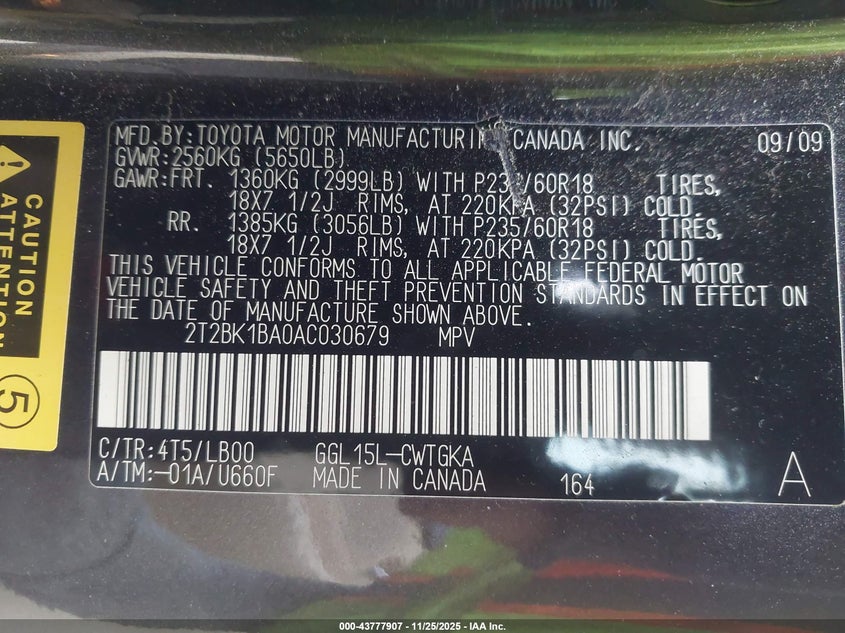 MFD.BY:TOYOTA MOTOR MANUFACTURIN CANADA INC. 09/09
GVWR:2560KG (5650LB)
GAWR:FRT. 1360KG (2999LB) WITH P235/60R18 TIRES,
18X7 1/2J RIMS, AT 220KPA (32PSI) COLD.
RR. 1385KG (3056LB) WITH P235/60R18 TIRES,
18X7 1/2J RIMS, AT 220KPA (32PSI) COLD.
THIS VEHICLE CONFORMS TO ALL APPLICABLE FEDERAL MOTOR
VEHICLE SAFETY AND THEFT PREVENTION STANDARDS IN EFFECT ON
THE DATE OF MANUFACTURE SHOWN ABOVE.
2T2BK1BA0AC030679 MPV
C/TR:4T5/LB00 GGL15L-CWTGKA
A/TM:-01A/U660F MADE IN CANADA 164 A
CAUTION
ATTENTION
5
000-43777907 - 11/25/2025 - IAA Inc.